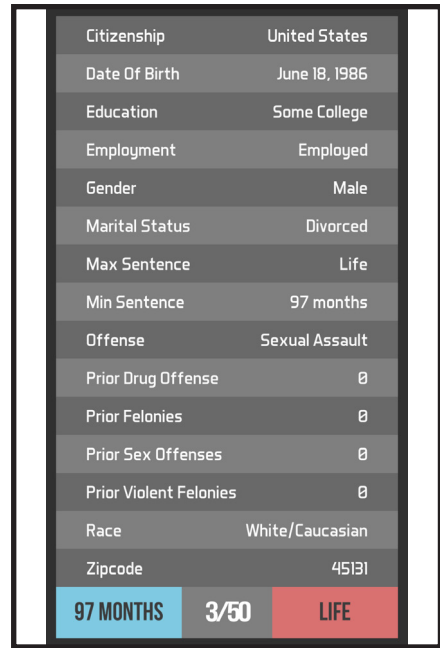 Citizenship United States
Date Of Birth June 18, 1986
Education Some College
Employment Employed
Gender Male
Marital Status Divorced
Max Sentence Life
Min Sentence 97 months
Offense Sexual Assault
Prior Drug Offense 0
Prior Felonies 0
Prior Sex Offenses 0
Prior Violent Felonies 0
Race White/Caucasian
Zipcode 45131
97 MONTHS 3/50 LIFE